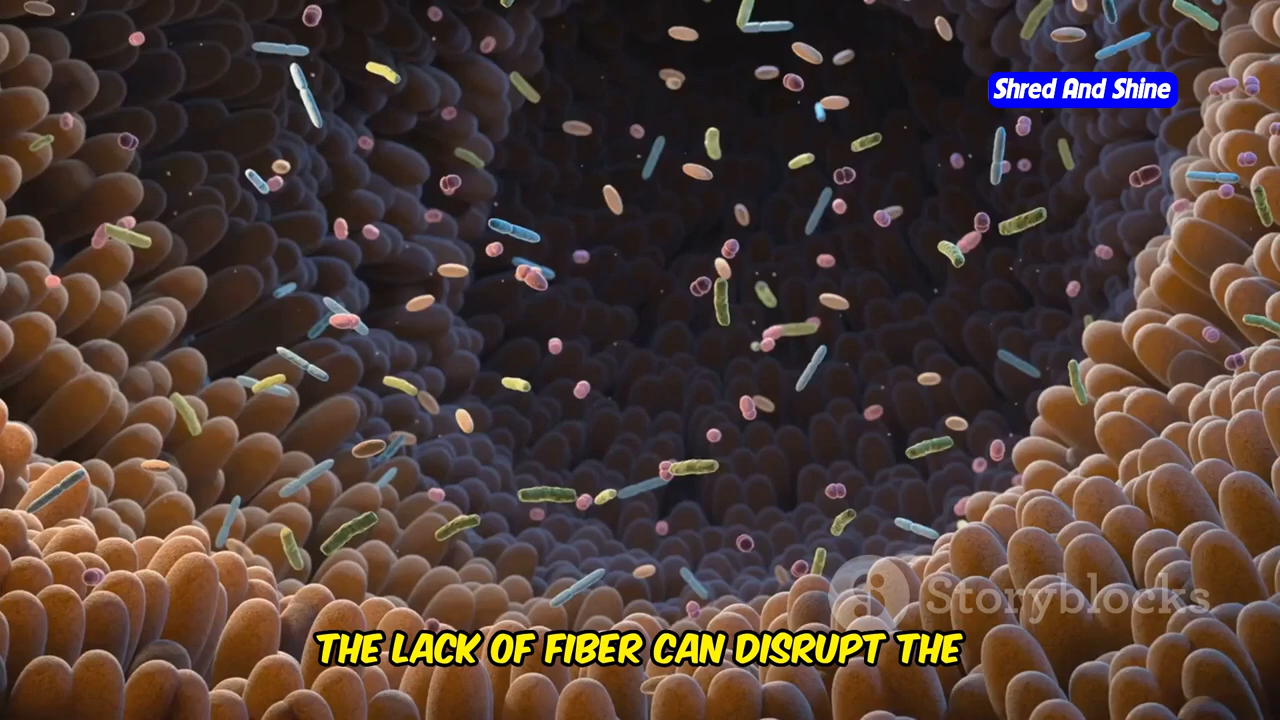 Shred And Shine
Storyblocks
THE LACK OF FIBER CAN DISRUPT THE